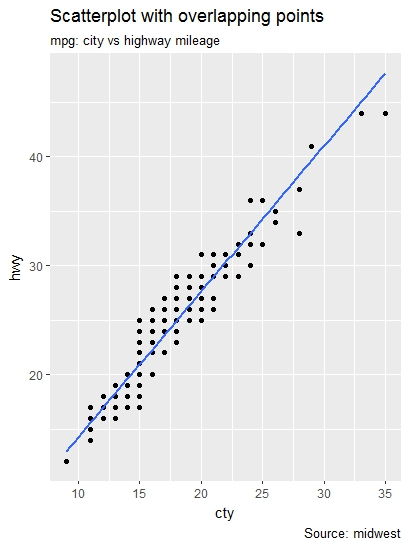 Scatterplot with overlapping points
mpg: city vs highway mileage
40
30
20
hwy
10 15 20 25 30 35
cty
Source: midwest